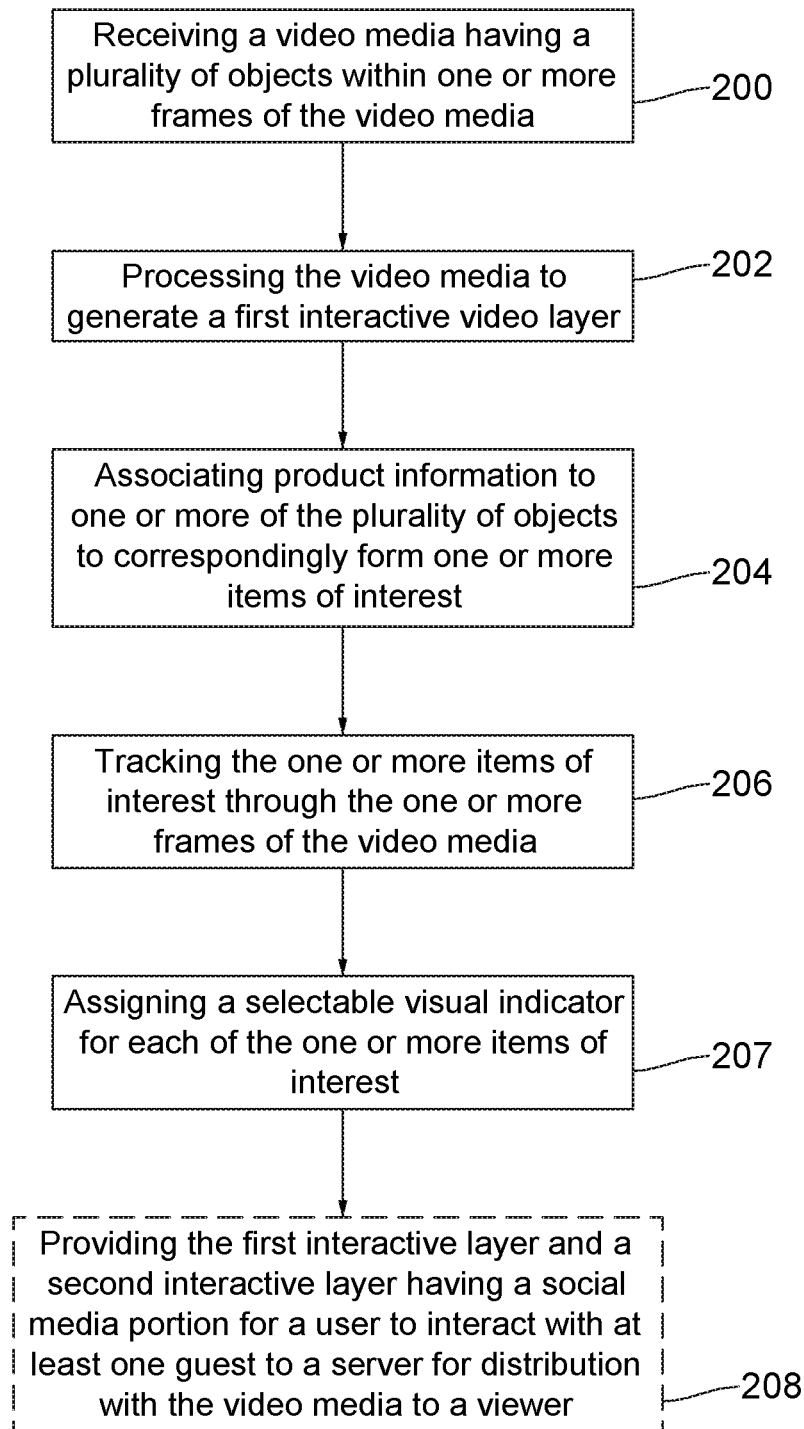 Receiving a video media having a
plurality of objects within one or more
frames of the video media
200
Processing the video media to
generate a first interactive video layer
202
Associating product information to
one or more of the plurality of objects
to correspondingly form one or more
items of interest
204
Tracking the one or more items of
interest through the one or more
frames of the video media
206
Assigning a selectable visual indicator
for each of the one or more items of
interest
207
Providing the first interactive layer and a
second interactive layer having a social
media portion for a user to interact with at
least one guest to a server for distribution
with the video media to a viewer
208